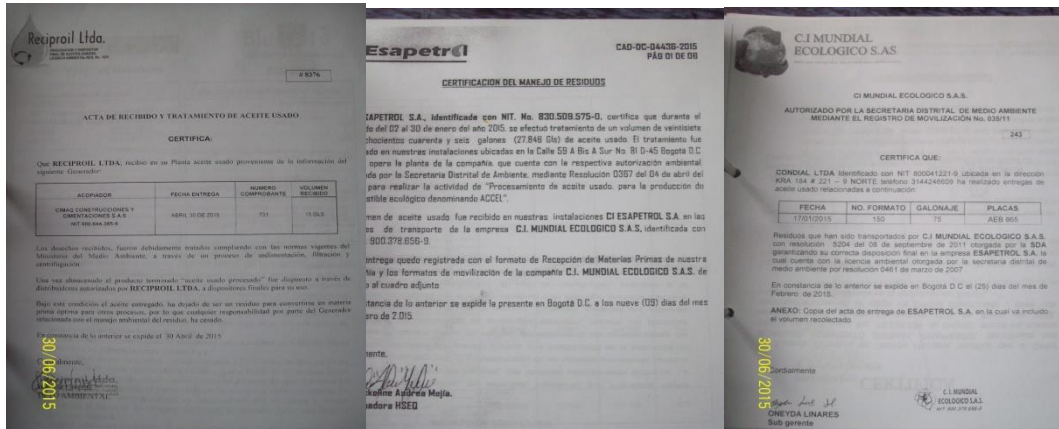 Reciproil Ltda.
# 8376
ACTA DE RECIBIDO Y TRATAMIENTO DE ACEITE USADO
CERTIFICA:
Que RECIPROIL LTDA, recibió en su Planta aceite usado proveniente de la información del
siguiente Generador:
ACOPIADOR FECHA ENTREGA NUMERO COMPROBANTE VOLUMEN RECIBIDO
CIMAQ CONSTRUCCIONES Y CIMENTACIONES S.A.S ABRIL 30 DE 2015
Los desechos recibidos, fueron debidamente tratados cumpliendo con las normas vigentes del
Ministerio del Medio Ambiente, a través de un proceso de sedimentación, filtración y
centrifugación.
Una vez almacenado el producto terminado "aceite usado procesado" fue dispuesto a través de
distribuidores autorizados por RECIPROIL LTDA, a disposiciones finales para su uso.
Bajo esta condición el aceite entregado, ha dejado de ser un residuo para convertirse en materia
prima óptima para otros procesos, por lo que cualquier responsabilidad por parte del Generador
relacionada con el manejo ambiental del residuo, ha cesado.
En constancia de lo anterior se expide el 30 Abril de 2015
AMBIENTAL
30/06/2015
Esapetrol
CAD-DC-04436-2015
PÁG 01 DE 08
CERTIFICACION DEL MANEJO DE RESIDUOS
ESAPETROL S.A., identificada con NIT. No. 830.509.575-0, certifica que durante el
do del 02 al 30 de enero del año 2015, se efectuó tratamiento de un volumen de veintisiete
ochocientos cuarenta y seis galones (27,846 Gls) de aceite usado. El tratamiento fue
ado en nuestras instalaciones ubicadas en la Calle 59 A Bis A Sur No. 81 D-45 Bogotá D.C
opera la planta de la compañía, que cuenta con la respectiva autorización ambiental
da por la Secretaria Distrital de Ambiente, mediante Resolución 0367 del 04 de abril del
para realizar la actividad de "Procesamiento de aceite usado, para la producción de
stible ecológico denominado ACCEL".
men de aceite usado fue recibido en nuestras instalaciones CI ESAPETROL S.A. en las
es de transporte de la empresa C.I. MUNDIAL ECOLOGICO S.A.S, identificada con
900.378.656-9.
ntrega quedo registrada con el formato de Recepción de Materias Primas de nuestra
ía y los formatos de movilización de la compañía C.I. MUNDIAL ECOLOGICO S.A.S. de
o al cuadro adjunto
stancia de lo anterior se expide la presente en Bogotá D.C. a los nueve (09) días del mes
ero de 2.015.
mente,
Andrea Mejía.
adora HSEQ
C.I MUNDIAL
ECOLOGICO S.AS
CI MUNDIAL ECOLOGICO S.A.S.
AUTORIZADO POR LA SECRETARIA DISTRITAL DE MEDIO AMBIENTE
MEDIANTE EL REGISTRO DE MOVILIZACIÓN No. 035/11
243
CERTIFICA QUE:
CONDIAL LTDA Identificado con NIT 800041221-9 ubicada en la dirección
KRA 184 # 221 – 9 NORTE teléfono 3144246609 ha realizado entregas de
aceite usado relacionadas a continuación:
FECHA NO. FORMATO GALONAJE PLACAS
17/01/2015 150 75 AEB 865
Residuos que han sido transportados por C.I MUNDIAL ECOLOGICO S.A.S.
con resolución 5204 del 08 de septiembre de 2011 otorgada por la SDA
garantizando su correcta disposición final en la empresa ESAPETROL S.A, la
cual cuenta con la licencia ambiental otorgada por la secretaria distrital de
medio ambiente por resolución 0461 de marzo de 2007
En constancia de lo anterior se expide en Bogotá D.C el (25) días del mes de
Febrero, de 2015.
ANEXO: Copia del acta de entrega de ESAPETROL S.A, en la cual va incluido
el volumen recolectado.
30/06/2015
Cordialmente
ONEYDA LINARES
Sub gerente
C.I. MUNDIAL
ECOLOGICO S.A.S.